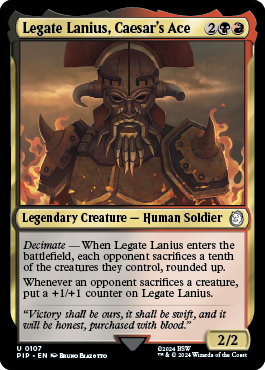 Legate Lanius, Caesar's Ace 2
Legendary Creature — Human Soldier
Decimate — When Legate Lanius enters the
battlefield, each opponent sacrifices a tenth
of the creatures they control, rounded up.
Whenever an opponent sacrifices a creature,
put a +1/+1 counter on Legate Lanius.
"Victory shall be ours, it shall be swift, and it
will be honest, purchased with blood."
2/2
U 0107 ©2024 BSW
PIP • EN Bruno Biazotto ™ & © 2024 Wizards of the Coast